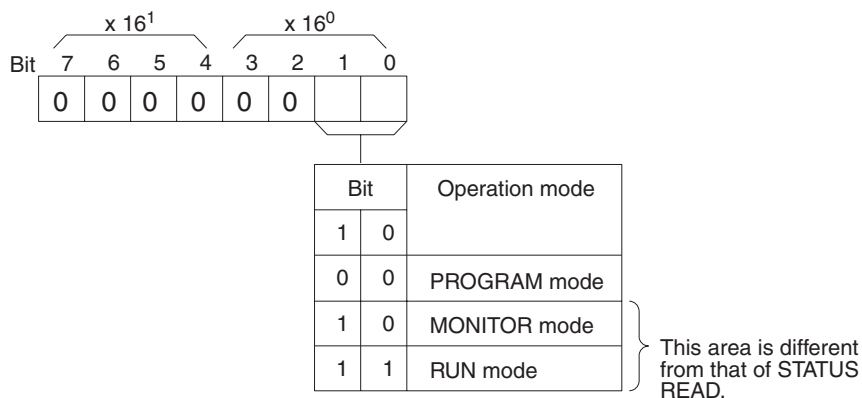 x 16¹ x 16⁰
Bit 7 6 5 4 3 2 1 0
0 0 0 0 0 0
Bit Operation mode
1 0
0 0 PROGRAM mode
1 0 MONITOR mode
1 1 RUN mode
This area is different
from that of STATUS
READ.